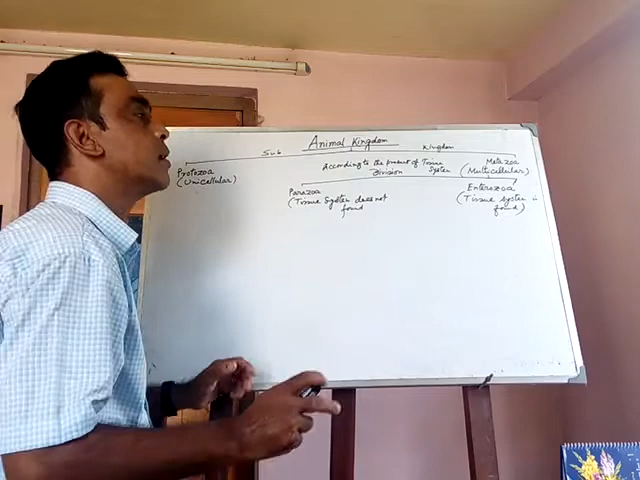 Animal Kingdom
Sub Kingdom
Protozoa
(Unicellular)
According to the present of Tissue System
Division
Metazoa
(Multicellular)
Parazoa
(Tissue System does not
found
Enterozoa
(Tissue System is
found)